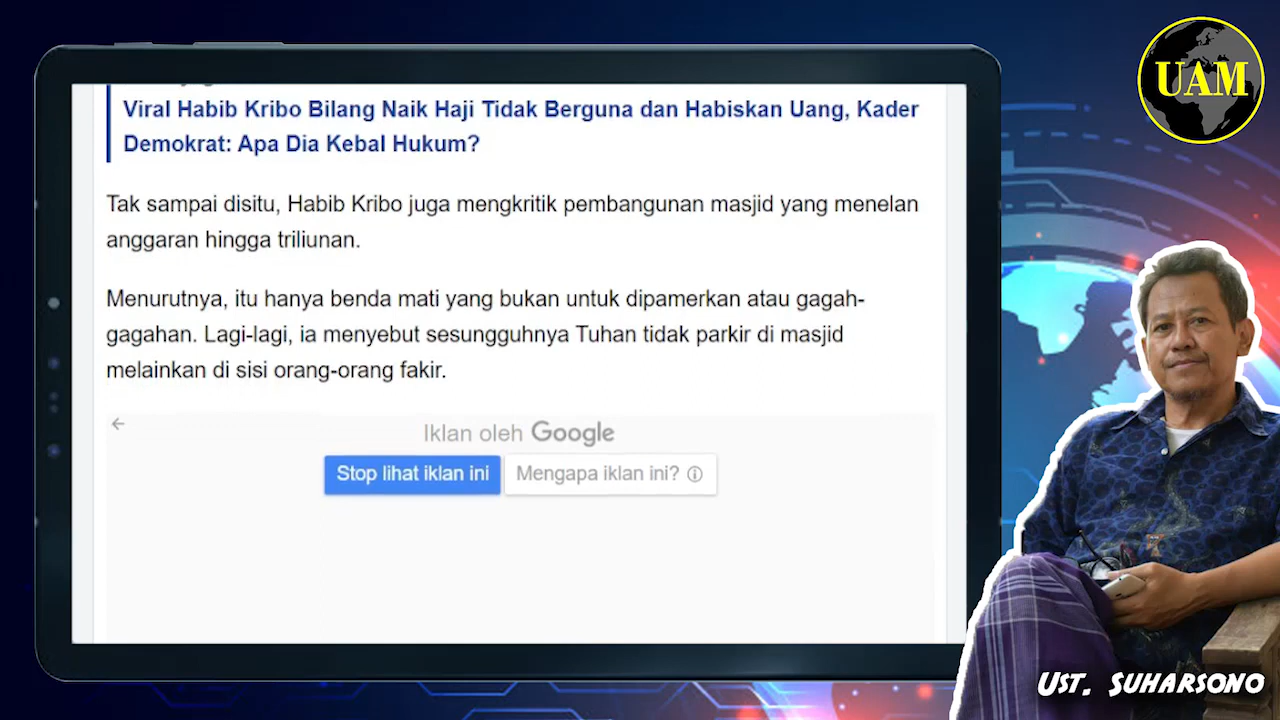 Viral Habib Kribo Bilang Naik Haji Tidak Berguna dan Habiskan Uang, Kader
Demokrat: Apa Dia Kebal Hukum?
Tak sampai disitu, Habib Kribo juga mengkritik pembangunan masjid yang menelan
anggaran hingga triliunan.
Menurutnya, itu hanya benda mati yang bukan untuk dipamerkan atau gagah-
gagahan. Lagi-lagi, ia menyebut sesungguhnya Tuhan tidak parkir di masjid
melainkan di sisi orang-orang fakir.
Iklan oleh Google
Stop lihat iklan ini
Mengapa iklan ini?
UAM
UST. SUHARSONO